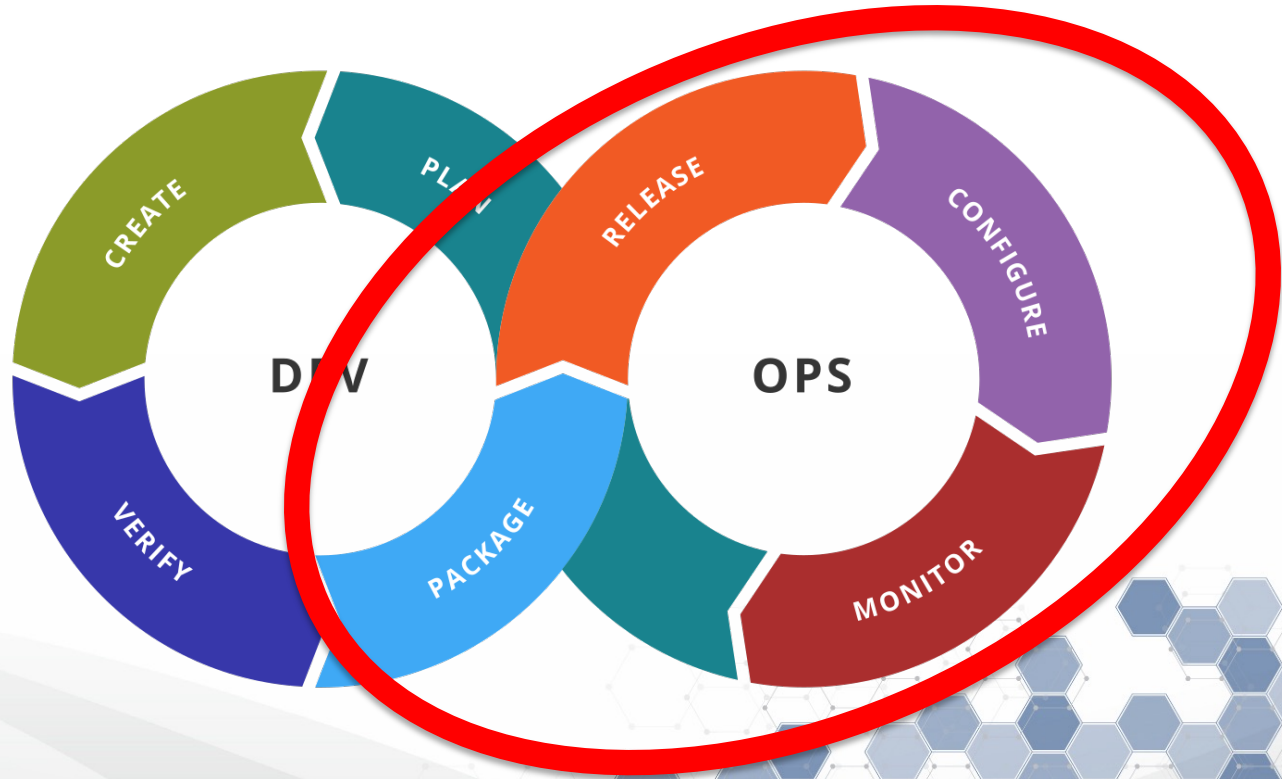 CREATE
RELEASE
CONFIGURE
OPS
VERIFY
PACKAGE
MONITOR